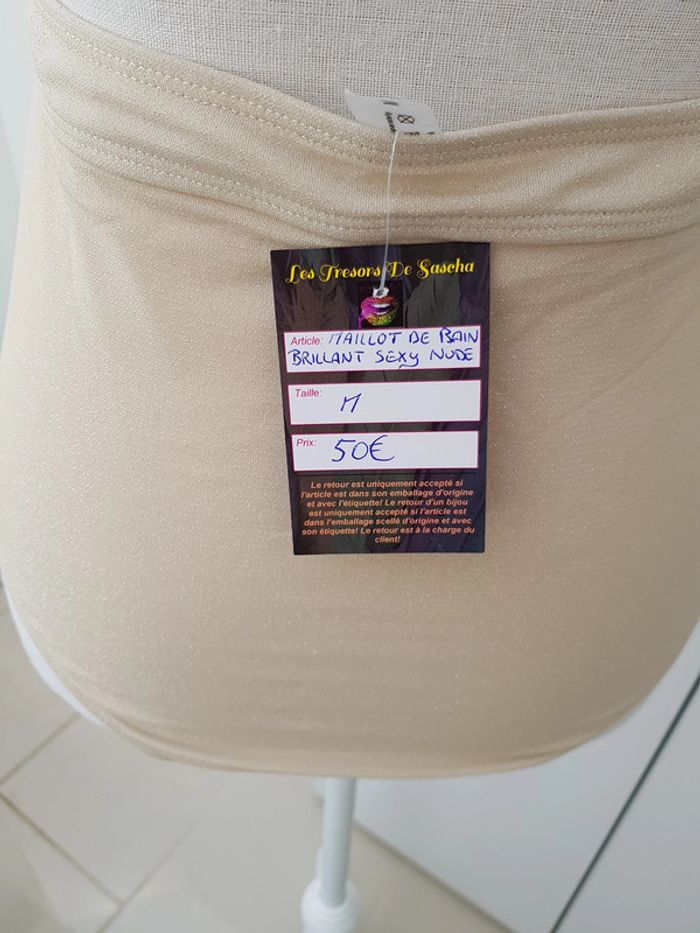 Les Tresors De Sascha
Article: MAILLOT DE BAIN
BRILLANT SEXY NUDE
Taille: M
Prix: 50€
Le retour est uniquement accepté si
l'article est dans son emballage d'origine
et avec l'étiquette! Le retour d'un bijou
est uniquement accepté si l'article est
dans l'emballage scellé d'origine et avec
son étiquette! Le retour est à la charge du
client!